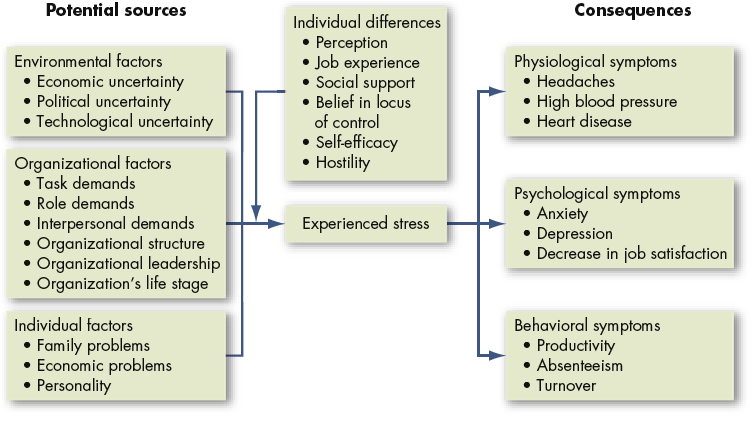 Potential sources
Environmental factors
• Economic uncertainty
• Political uncertainty
• Technological uncertainty
Organizational factors
• Task demands
• Role demands
• Interpersonal demands
• Organizational structure
• Organizational leadership
• Organization's life stage
Individual factors
• Family problems
• Economic problems
• Personality
Individual differences
• Perception
• Job experience
• Social support
• Belief in locus
of control
• Self-efficacy
• Hostility
Experienced stress
Consequences
Physiological symptoms
• Headaches
• High blood pressure
• Heart disease
Psychological symptoms
• Anxiety
• Depression
• Decrease in job satisfaction
Behavioral symptoms
• Productivity
• Absenteeism
• Turnover